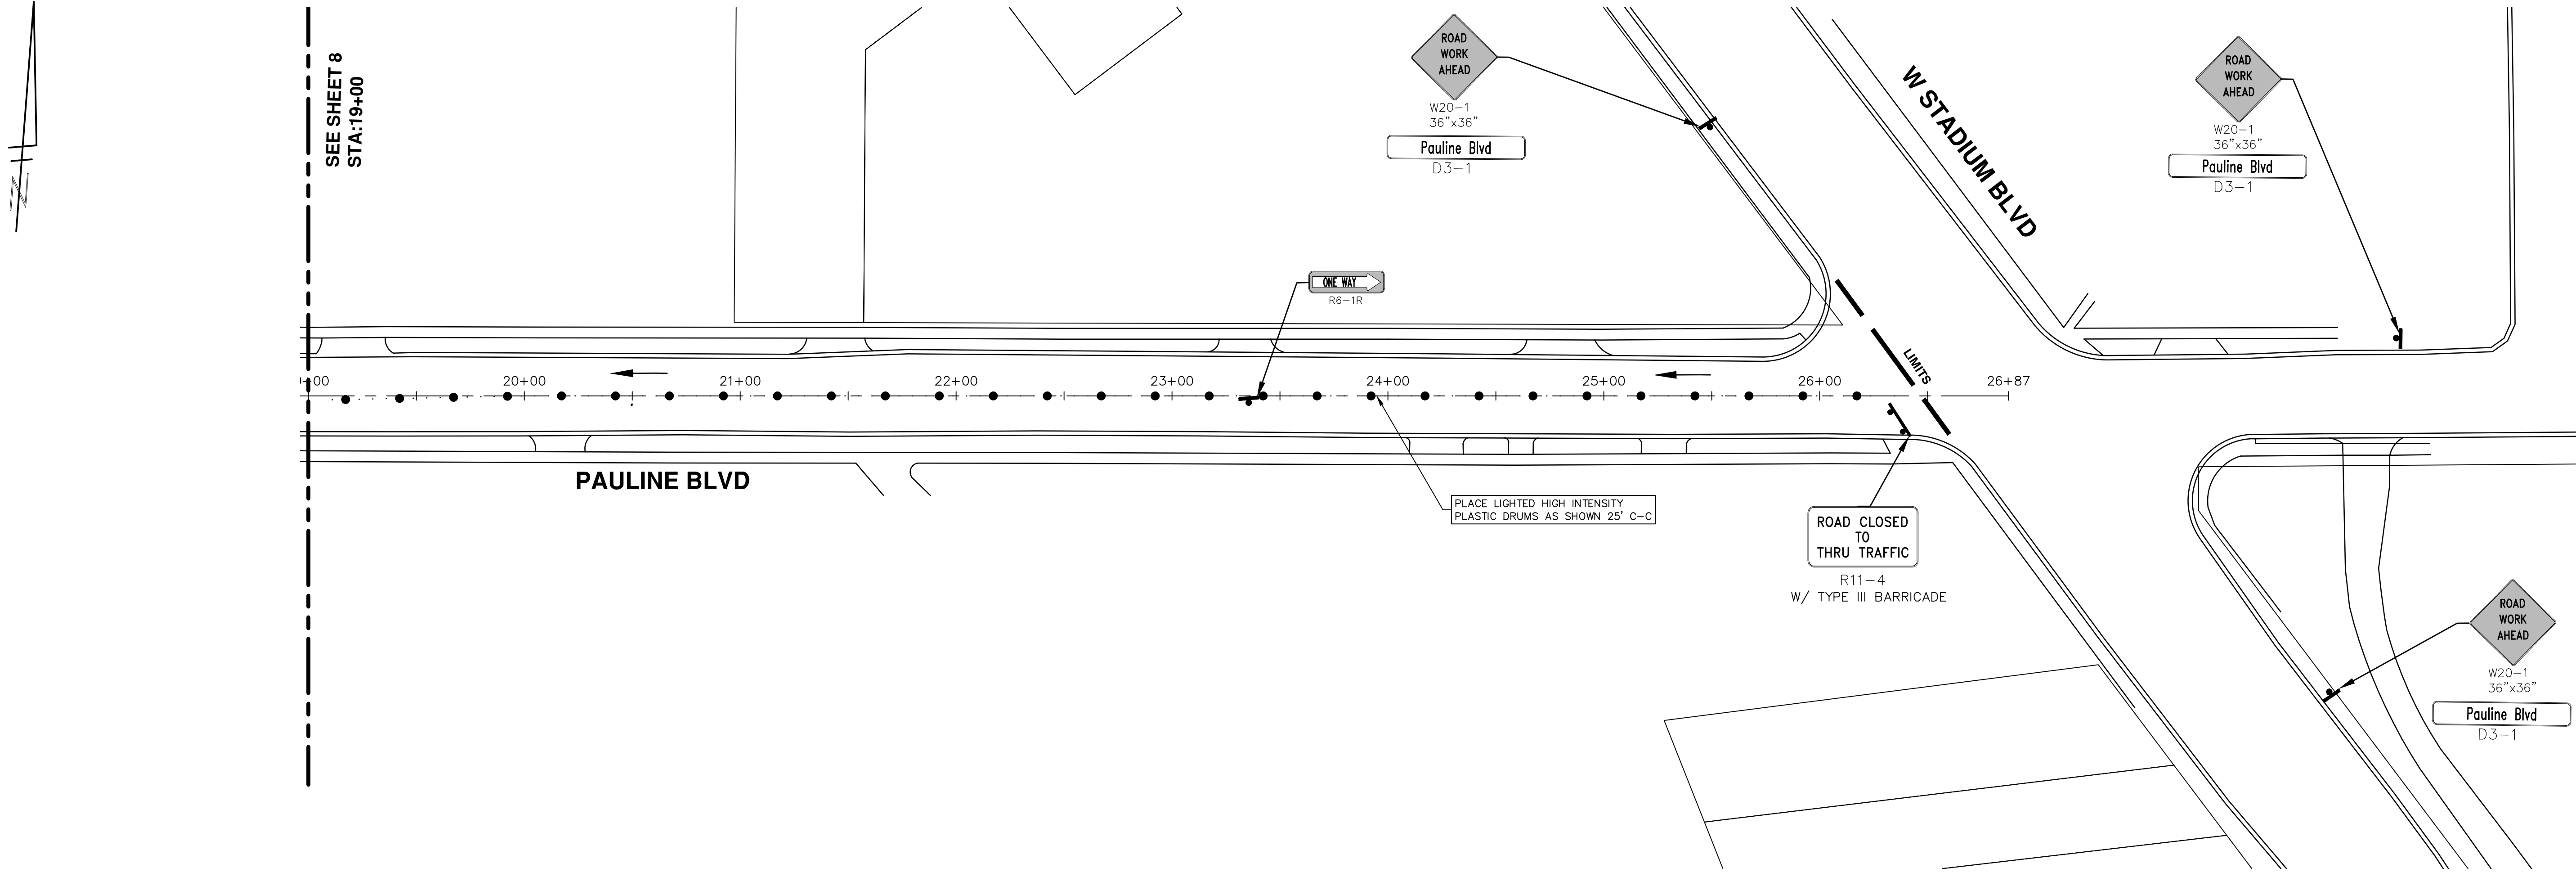 N
SEE SHEET 8
STA:19+00
ROAD
WORK
AHEAD
W20-1
36"x36"
Pauline Blvd
D3-1
W STADIUM BLVD
ROAD
WORK
AHEAD
W20-1
36"x36"
Pauline Blvd
D3-1
ONE WAY
R6-1R
LIMITS
+00
20+00
21+00
22+00
23+00
24+00
25+00
26+00
26+87
PAULINE BLVD
PLACE LIGHTED HIGH INTENSITY
PLASTIC DRUMS AS SHOWN 25' C-C
ROAD CLOSED
TO
THRU TRAFFIC
R11-4
W/ TYPE III BARRICADE
ROAD
WORK
AHEAD
W20-1
36"x36"
Pauline Blvd
D3-1